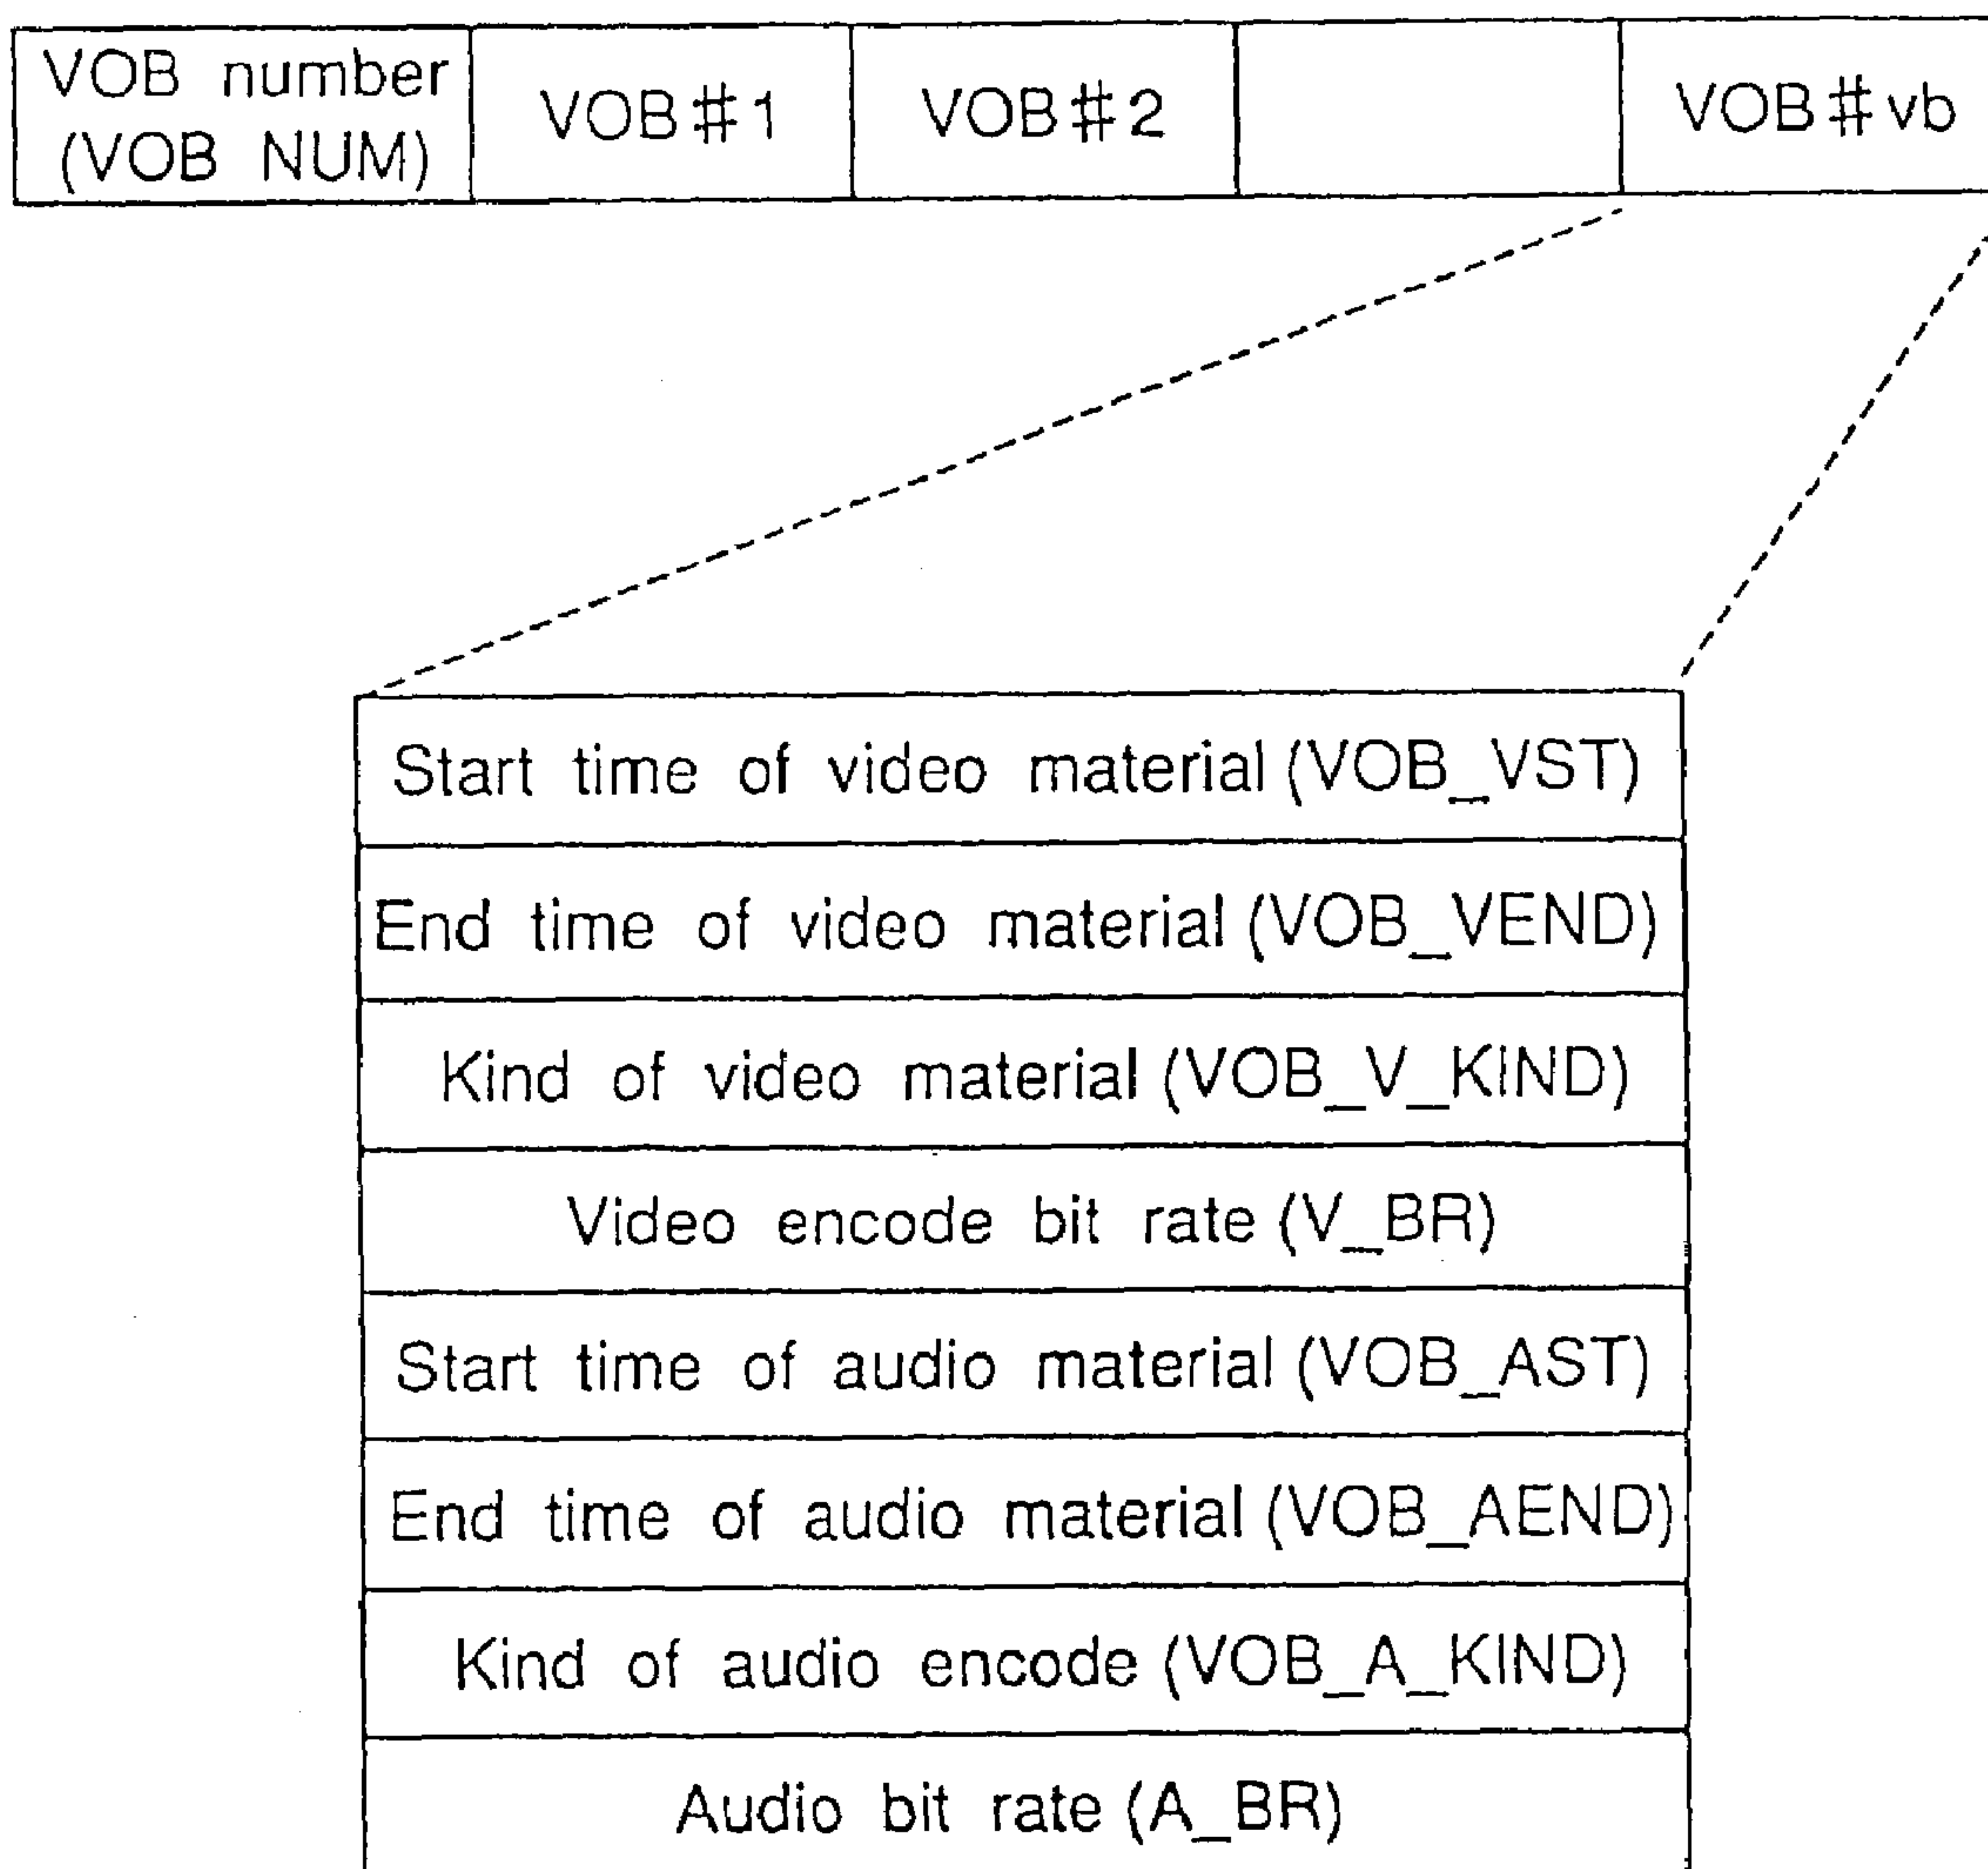 VOB number
(VOB NUM)
VOB#1
VOB#2
VOB#vb
Start time of video material (VOB_VST)
End time of video material (VOB_VEND)
Kind of video material (VOB_V_KIND)
Video encode bit rate (V_BR)
Start time of audio material (VOB_AST)
End time of audio material (VOB_AEND)
Kind of audio encode (VOB_A_KIND)
Audio bit rate (A_BR)